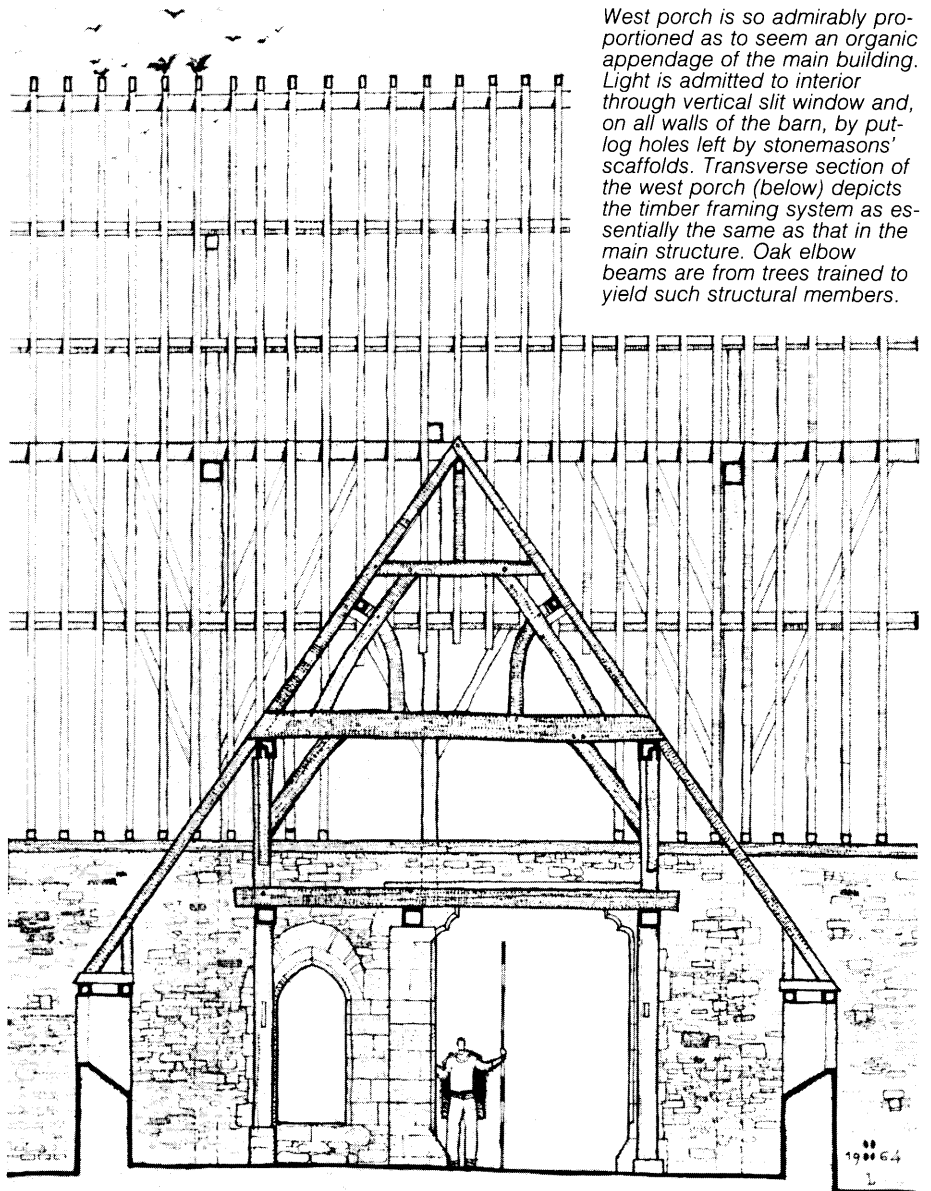 West porch is so admirably pro-
portioned as to seem an organic
appendage of the main building.
Light is admitted to interior
through vertical slit window and,
on all walls of the barn, by put-
log holes left by stonemasons'
scaffolds. Transverse section of
the west porch (below) depicts
the timber framing system as es-
sentially the same as that in the
main structure. Oak elbow
beams are from trees trained to
yield such structural members.
19 64
L